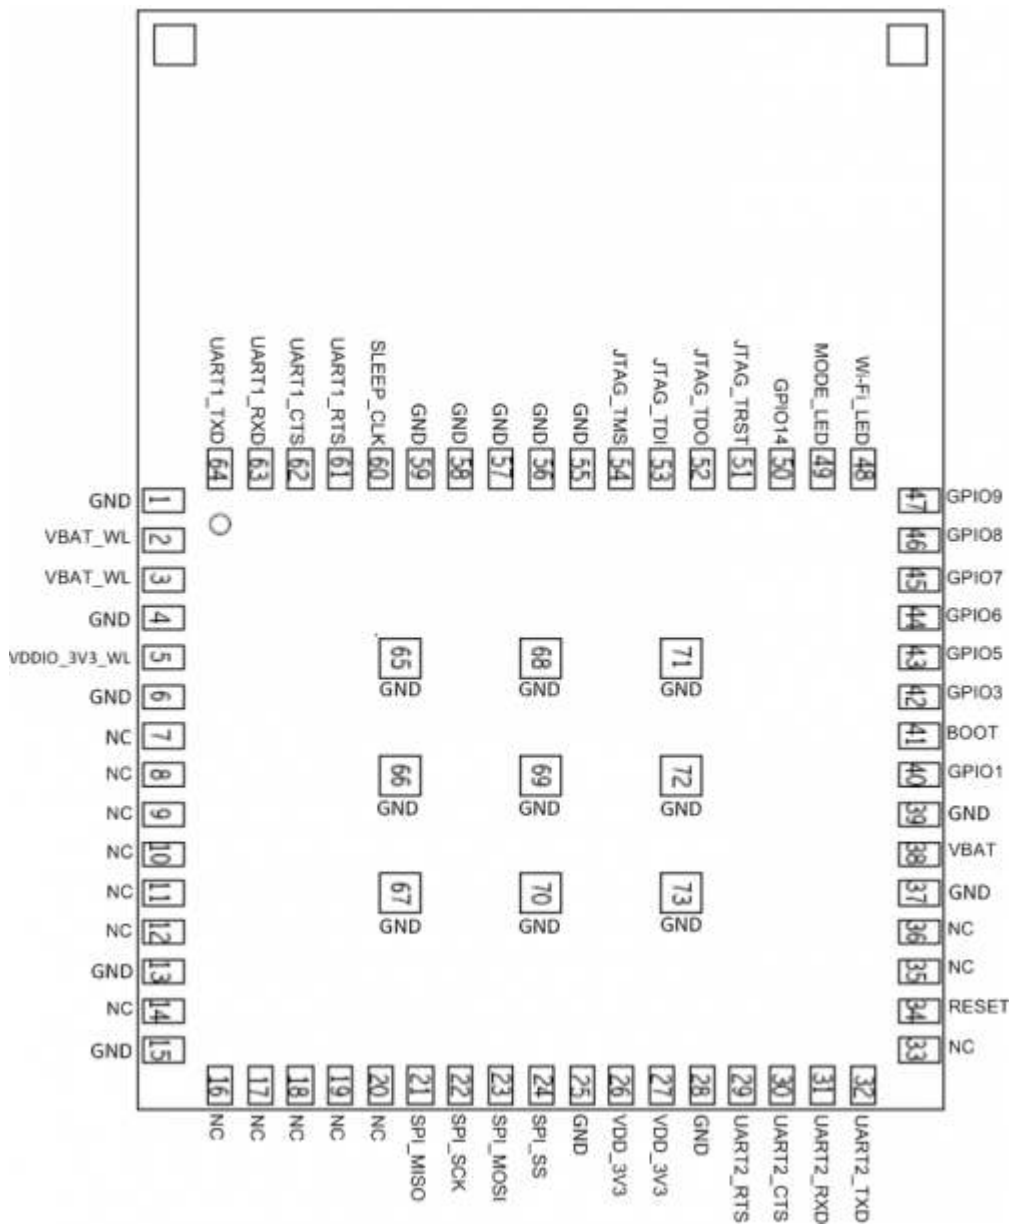 UART1_TXD
UART1_RXD
UART1_CTS
UART1_RTS
SLEEP_CLK
GND
GND
GND
GND
GND
JTAG_TMS
JTAG_TDI
JTAG_TDO
JTAG_TRST
GPIO14
MODE_LED
Wi-Fi_LED
64
63
62
61
60
59
58
57
56
55
54
53
52
51
50
49
48
GND 1
VBAT_WL 2
VBAT_WL 3
GND 4
VDDIO_3V3_WL 5
GND 6
NC 7
NC 8
NC 9
NC 10
NC 11
NC 12
GND 13
NC 14
GND 15
65
GND
68
GND
71
GND
66
GND
69
GND
72
GND
67
GND
70
GND
73
GND
47 GPIO9
46 GPIO8
45 GPIO7
44 GPIO6
43 GPIO5
42 GPIO3
41 BOOT
40 GPIO1
39 GND
38 VBAT
37 GND
36 NC
35 NC
34 RESET
33 NC
16
17
18
19
20
21
22
23
24
25
26
27
28
29
30
31
32
NC
NC
NC
NC
NC
SPI_MISO
SPI_SCK
SPI_MOSI
SPI_SS
GND
VDD_3V3
VDD_3V3
GND
UART2_RTS
UART2_CTS
UART2_RXD
UART2_TXD